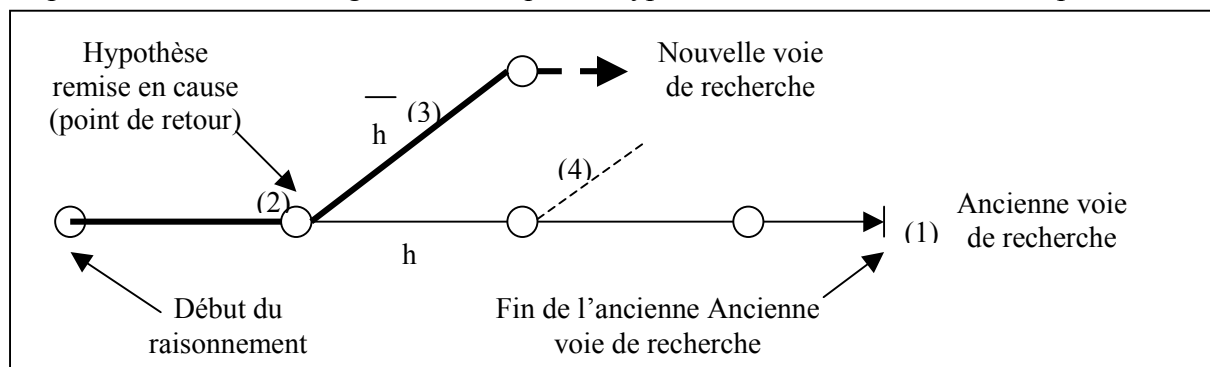 Hypothèse
remise en cause
(point de retour)
Nouvelle voie
de recherche
h
(3)
(4)
(2)
h
(1)
Ancienne voie
de recherche
Début du
raisonnement
Fin de l’ancienne Ancienne
voie de recherche